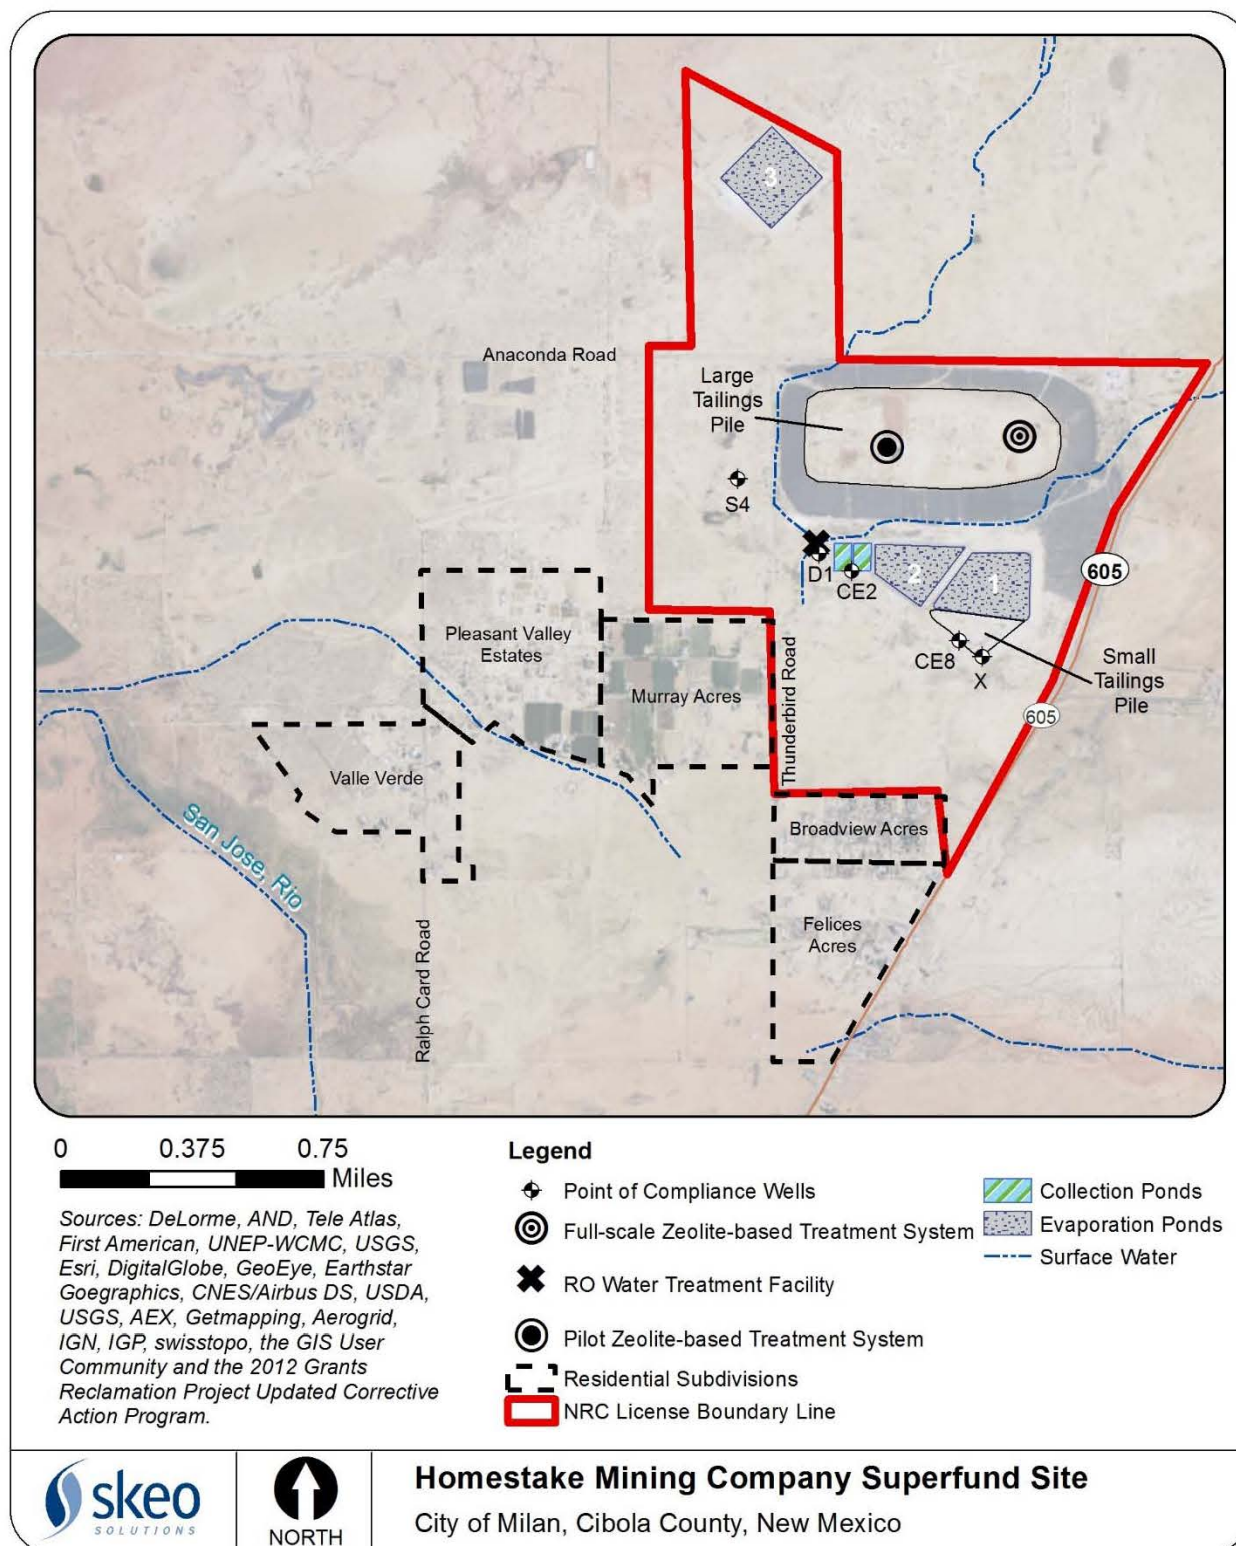 3
Anaconda Road
Large
Tailings
Pile
S4
D1
CE2
2
1
605
CE8
X
Small
Tailings
Pile
605
Pleasant Valley
Estates
Murray Acres
Thunderbird Road
Valle Verde
San Jose, Rio
Broadview Acres
Felices
Acres
Ralph Card Road
0 0.375 0.75
Miles
Sources: DeLorme, AND, Tele Atlas,
First American, UNEP-WCMC, USGS,
Esri, DigitalGlobe, GeoEye, Earthstar
Goegraphics, CNES/Airbus DS, USDA,
USGS, AEX, Getmapping, Aerogrid,
IGN, IGP, swisstopo, the GIS User
Community and the 2012 Grants
Reclamation Project Updated Corrective
Action Program.
Legend
Point of Compliance Wells
Full-scale Zeolite-based Treatment System
RO Water Treatment Facility
Pilot Zeolite-based Treatment System
Residential Subdivisions
NRC License Boundary Line
Collection Ponds
Evaporation Ponds
Surface Water
skeo
SOLUTIONS
NORTH
Homestake Mining Company Superfund Site
City of Milan, Cibola County, New Mexico